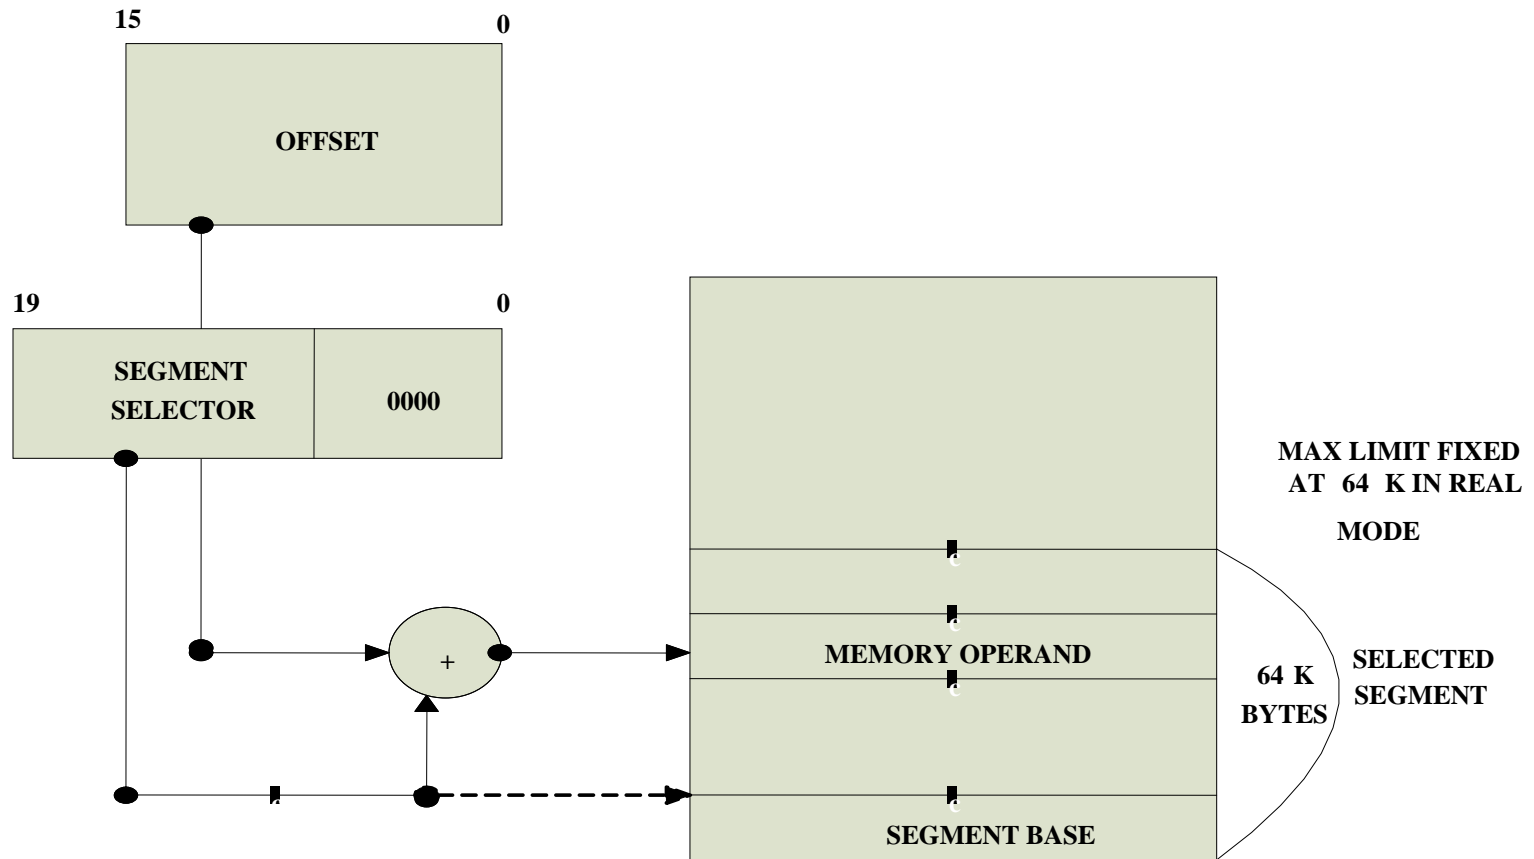 15
0
OFFSET
19
0
SEGMENT
SELECTOR
0000
+
MEMORY OPERAND
SEGMENT BASE
MAX LIMIT FIXED
AT 64 K IN REAL
MODE
64 K
BYTES
SELECTED
SEGMENT